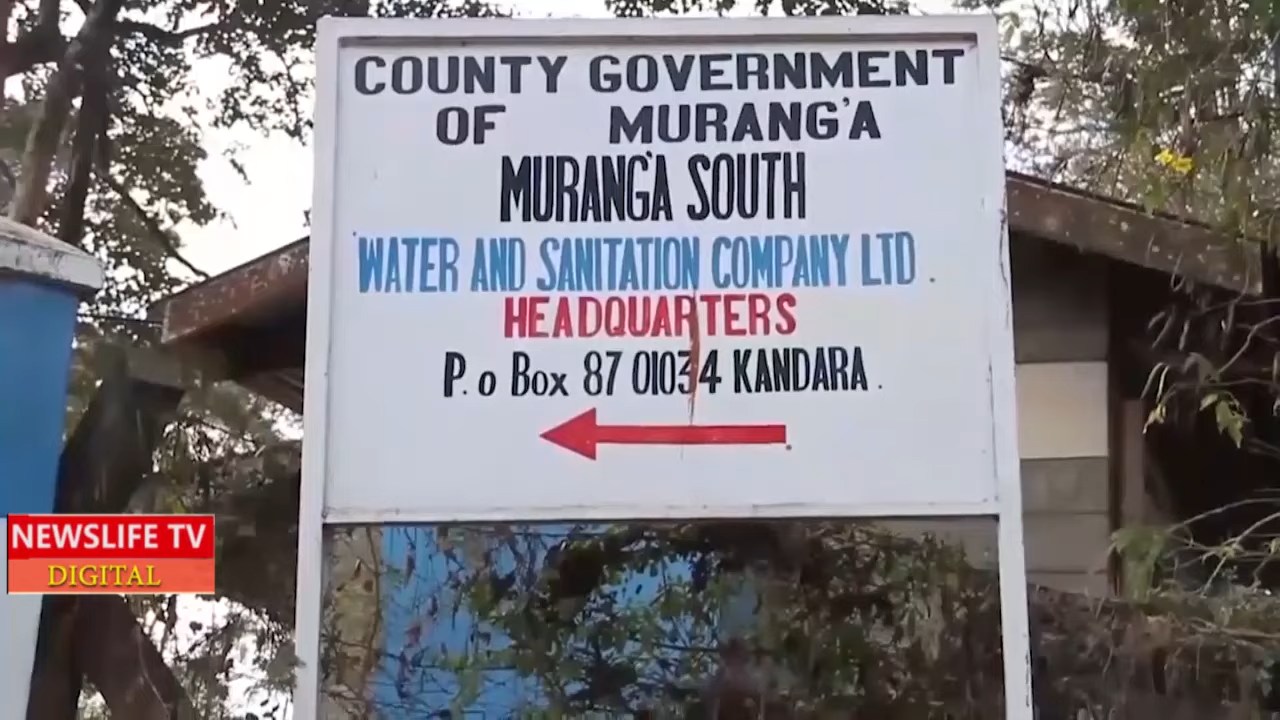 COUNTY GOVERNMENT
OF MURANG'A
MURANG'A SOUTH
WATER AND SANITATION COMPANY LTD.
HEADQUARTERS
P. o Box 87 01034 KANDARA.
NEWSLIFE TV
DIGITAL